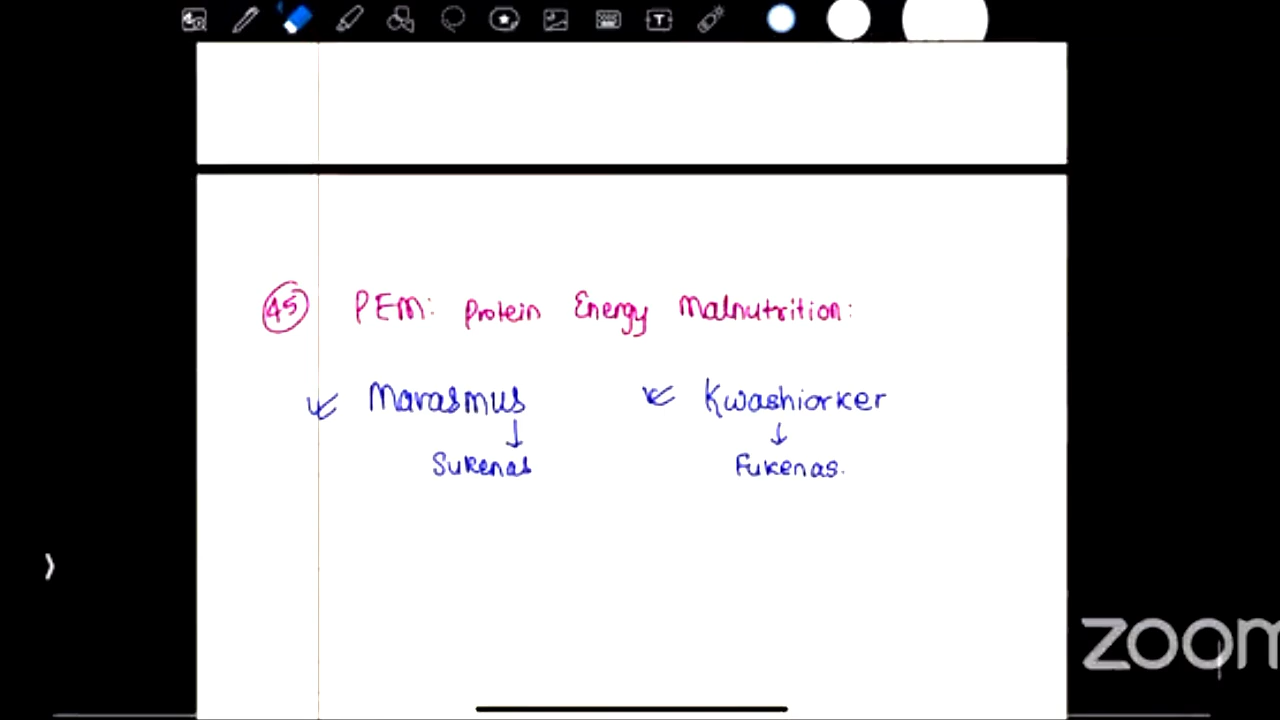 45 PEM: Protein Energy Malnutrition:
Marasmus Kwashiorker
Sukenas Fukenas.
zoom